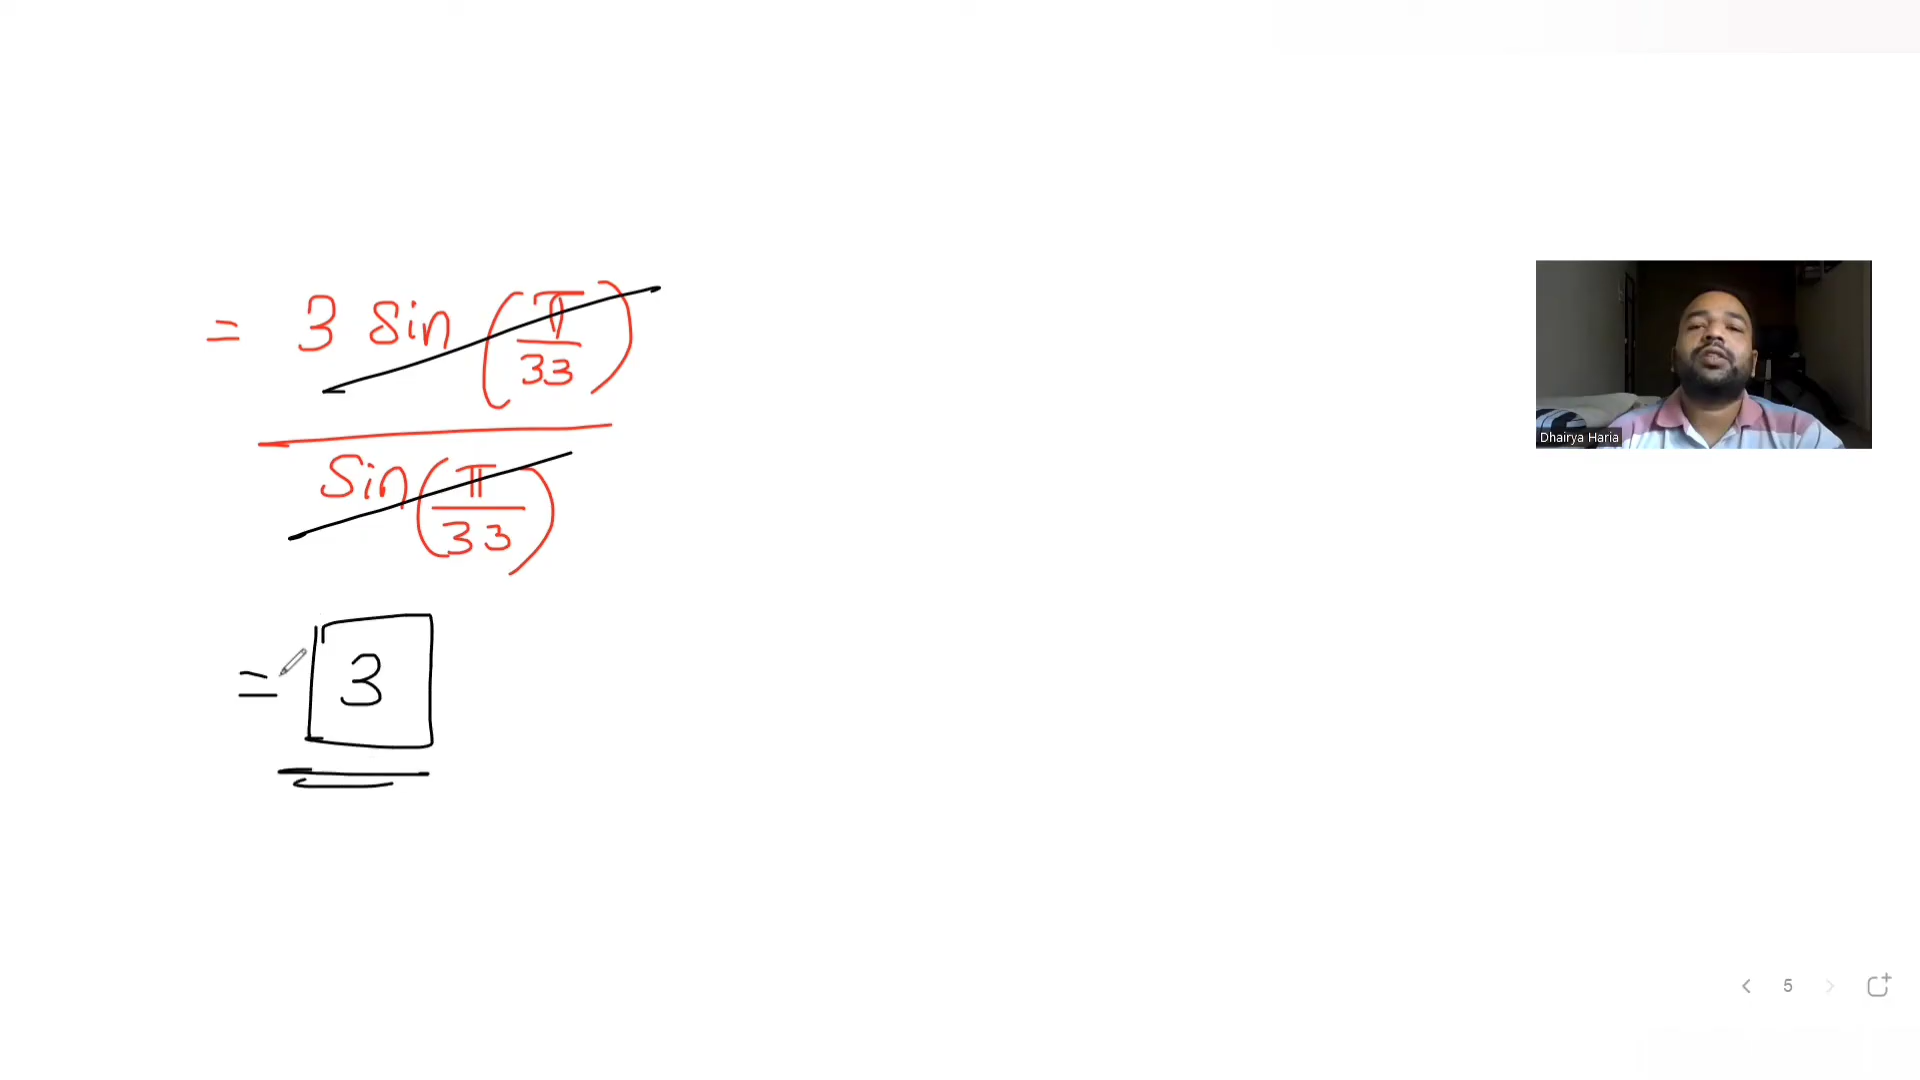 = 3 Sin (π/33)
Sin (π/33)
= 3
Dhairya Haria
5